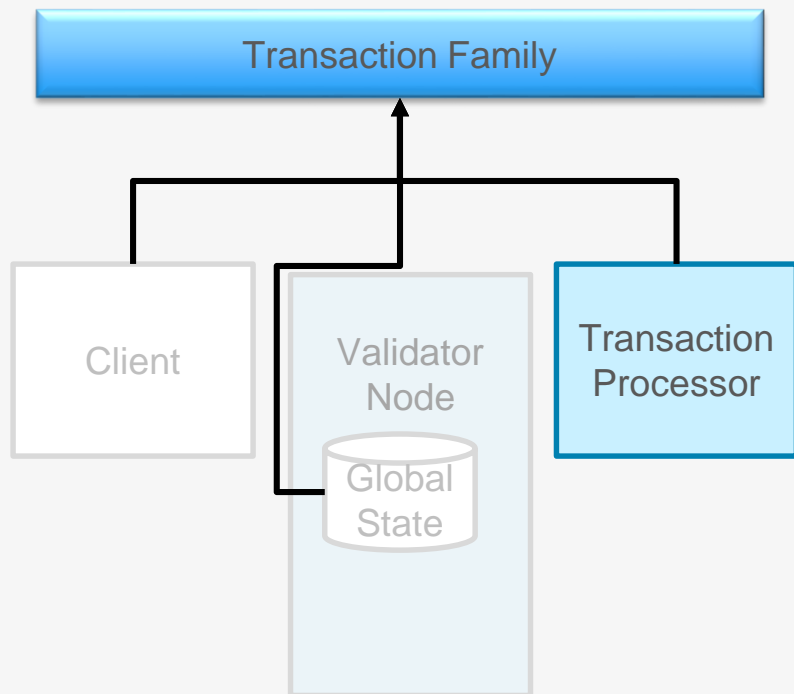 Transaction Family
Client
Validator
Node
Global
State
Transaction
Processor